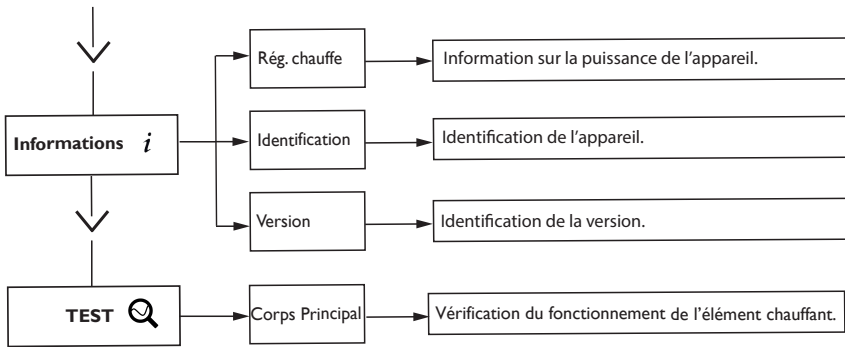 Rég. chauffe
Information sur la puissance de l'appareil.
Informations i
Identification
Identification de l'appareil.
Version
Identification de la version.
TEST
Corps Principal
Vérification du fonctionnement de l'élément chauffant.